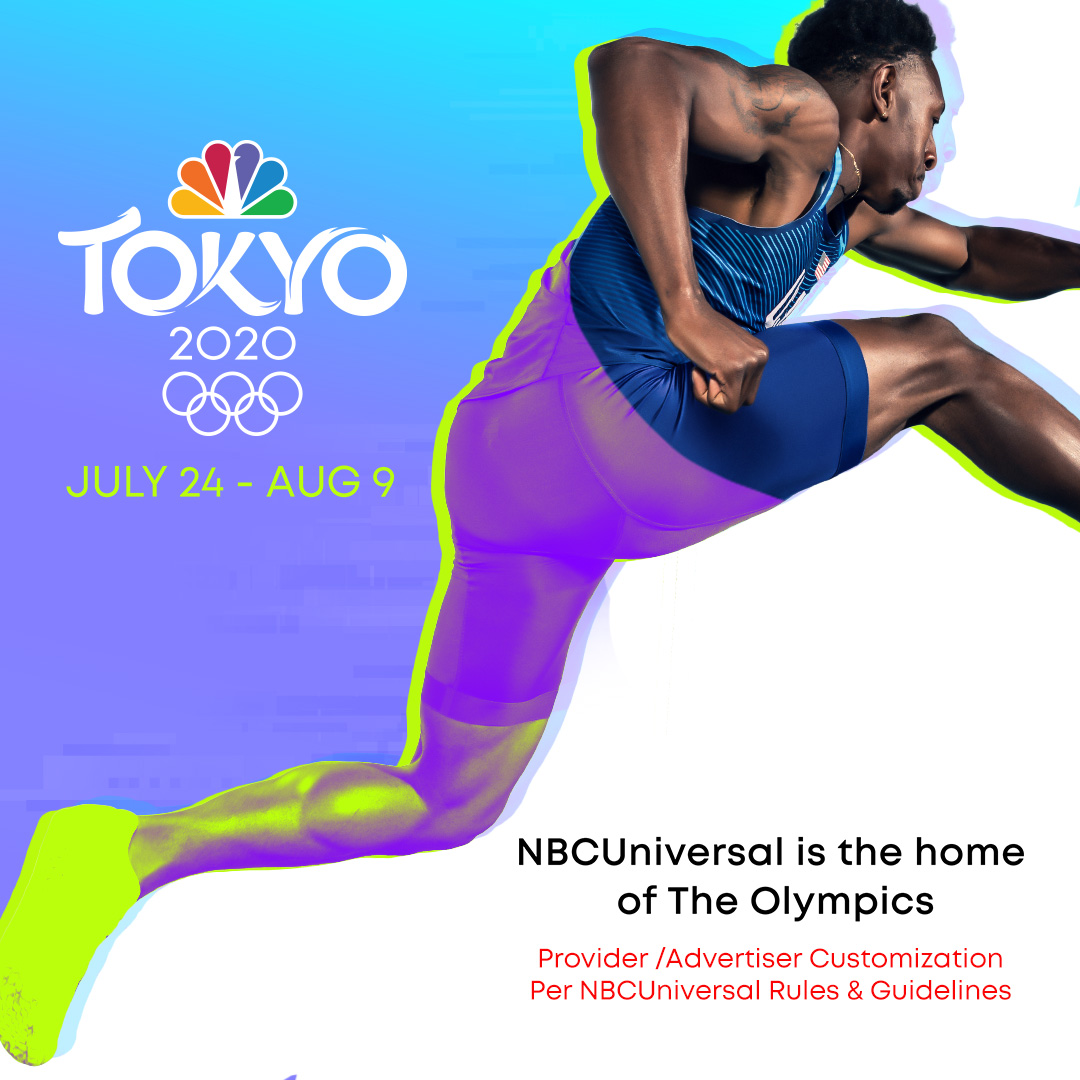 TOKYO
2020
JULY 24 - AUG 9
NBCUniversal is the home
of The Olympics
Provider /Advertiser Customization
Per NBCUniversal Rules & Guidelines